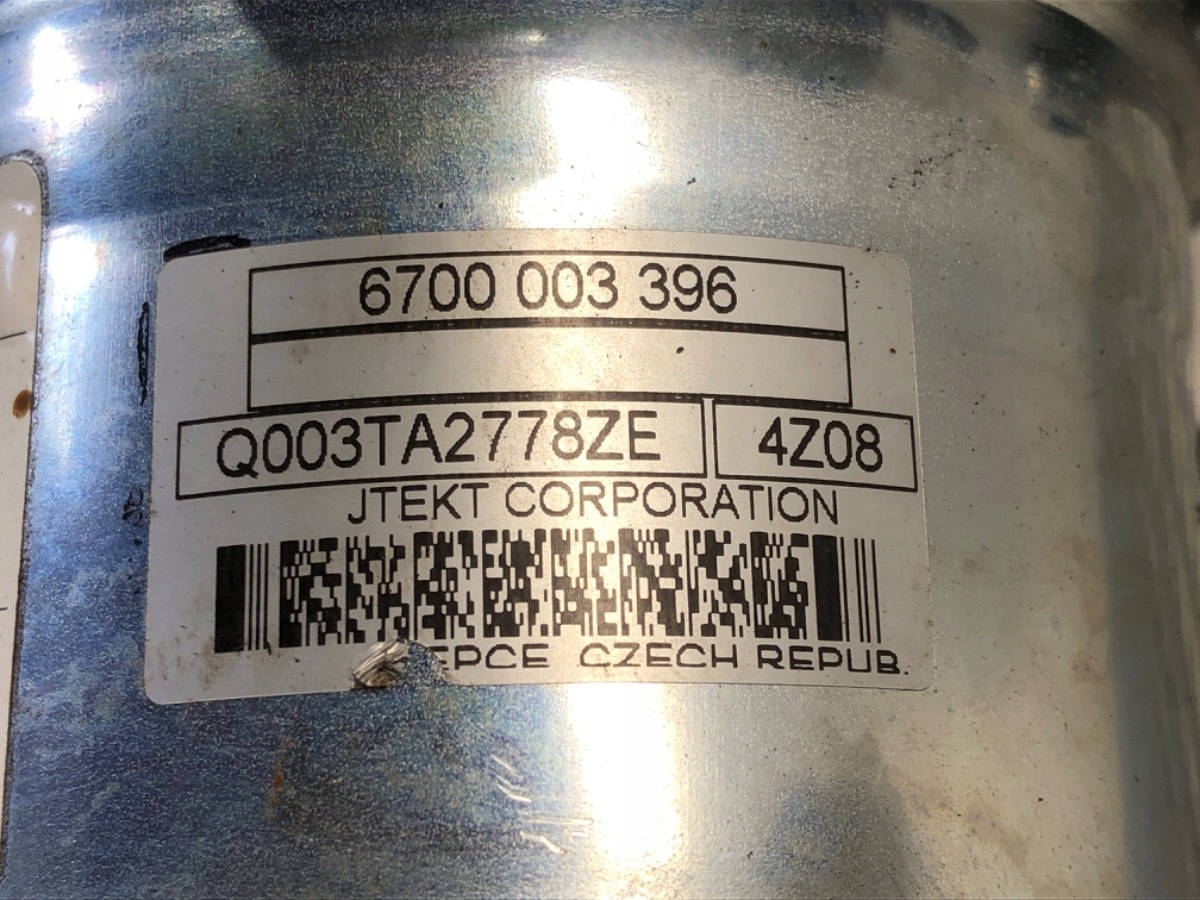 6700 003 396
Q003TA2778ZE 4Z08
JTEKT CORPORATION
CZECH REPUB.